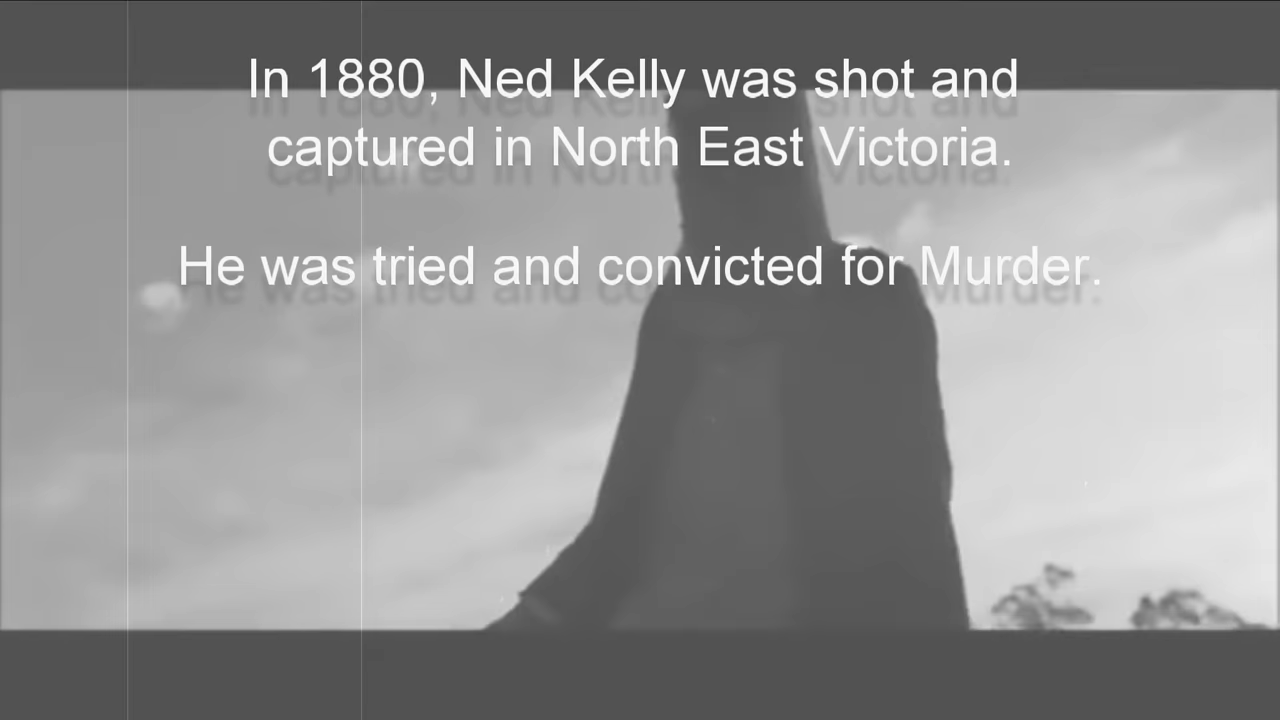 In 1880, Ned Kelly was shot and
captured in North East Victoria.
He was tried and convicted for Murder.